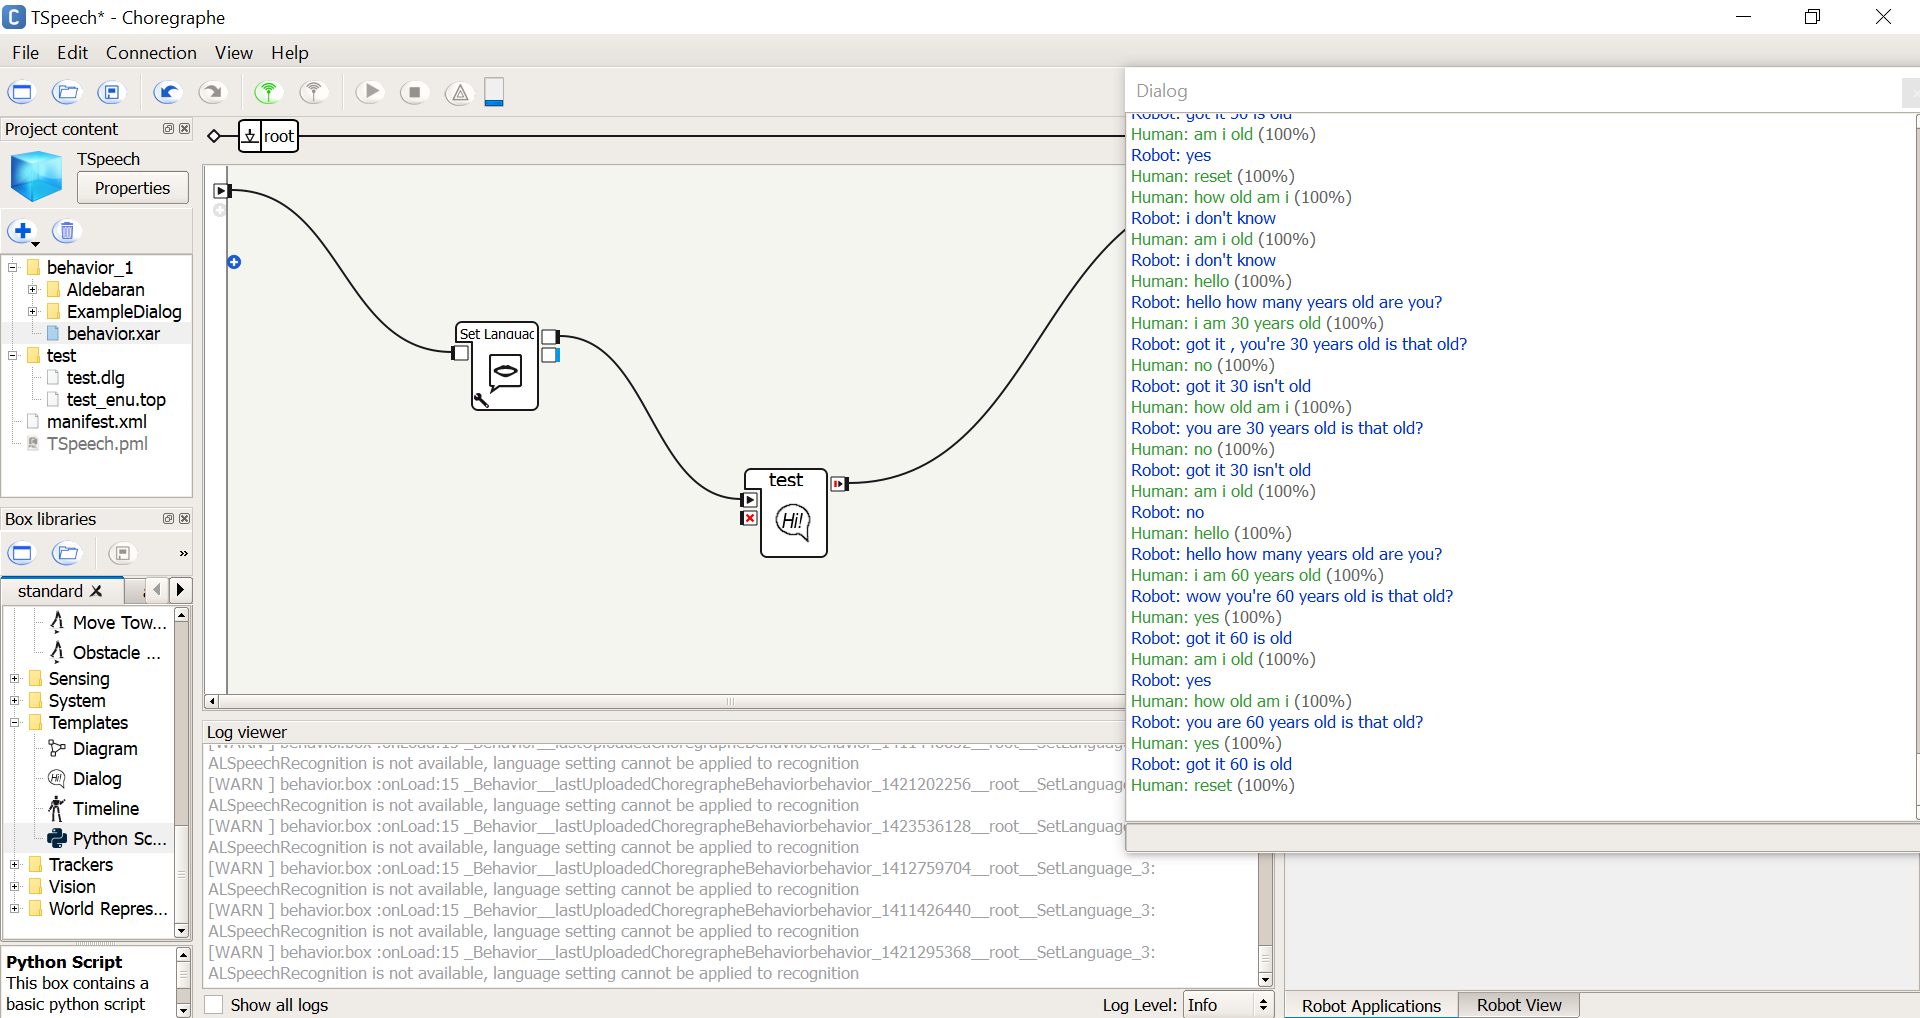 TSpeech* - Choregraphe
File Edit Connection View Help
Project content
TSpeech
Properties
behavior_1
Aldebaran
ExampleDialog
behavior.xar
test
test.dlg
test_enu.top
manifest.xml
TSpeech.pml
Box libraries
»
standard
Move Tow...
Obstacle ...
Sensing
System
Templates
Diagram
Hi! Dialog
Timeline
Python Sc...
Trackers
Vision
World Repres...
Python Script
This box contains a
basic python script
root
Set Languag
test
Hi!
Log viewer
ALSpeechRecognition is not available, language setting cannot be applied to recognition
[WARN ] behavior.box :onLoad:15 _Behavior__lastUploadedChoregrapheBehaviorbehavior_1421202256__root__SetLanguag
ALSpeechRecognition is not available, language setting cannot be applied to recognition
[WARN ] behavior.box :onLoad:15 _Behavior__lastUploadedChoregrapheBehaviorbehavior_1423536128__root__SetLanguag
ALSpeechRecognition is not available, language setting cannot be applied to recognition
[WARN ] behavior.box :onLoad:15 _Behavior__lastUploadedChoregrapheBehaviorbehavior_1412759704__root__SetLanguage_3:
ALSpeechRecognition is not available, language setting cannot be applied to recognition
[WARN ] behavior.box :onLoad:15 _Behavior__lastUploadedChoregrapheBehaviorbehavior_1411426440__root__SetLanguage_3:
ALSpeechRecognition is not available, language setting cannot be applied to recognition
[WARN ] behavior.box :onLoad:15 _Behavior__lastUploadedChoregrapheBehaviorbehavior_1421295368__root__SetLanguage_3:
ALSpeechRecognition is not available, language setting cannot be applied to recognition
Show all logs
Log Level: Info
Dialog
Robot: got it 50 is old
Human: am i old (100%)
Robot: yes
Human: reset (100%)
Human: how old am i (100%)
Robot: i don't know
Human: am i old (100%)
Robot: i don't know
Human: hello (100%)
Robot: hello how many years old are you?
Human: i am 30 years old (100%)
Robot: got it , you're 30 years old is that old?
Human: no (100%)
Robot: got it 30 isn't old
Human: how old am i (100%)
Robot: you are 30 years old is that old?
Human: no (100%)
Robot: got it 30 isn't old
Human: am i old (100%)
Robot: no
Human: hello (100%)
Robot: hello how many years old are you?
Human: i am 60 years old (100%)
Robot: wow you're 60 years old is that old?
Human: yes (100%)
Robot: got it 60 is old
Human: am i old (100%)
Robot: yes
Human: how old am i (100%)
Robot: you are 60 years old is that old?
Human: yes (100%)
Robot: got it 60 is old
Human: reset (100%)
Robot Applications
Robot View